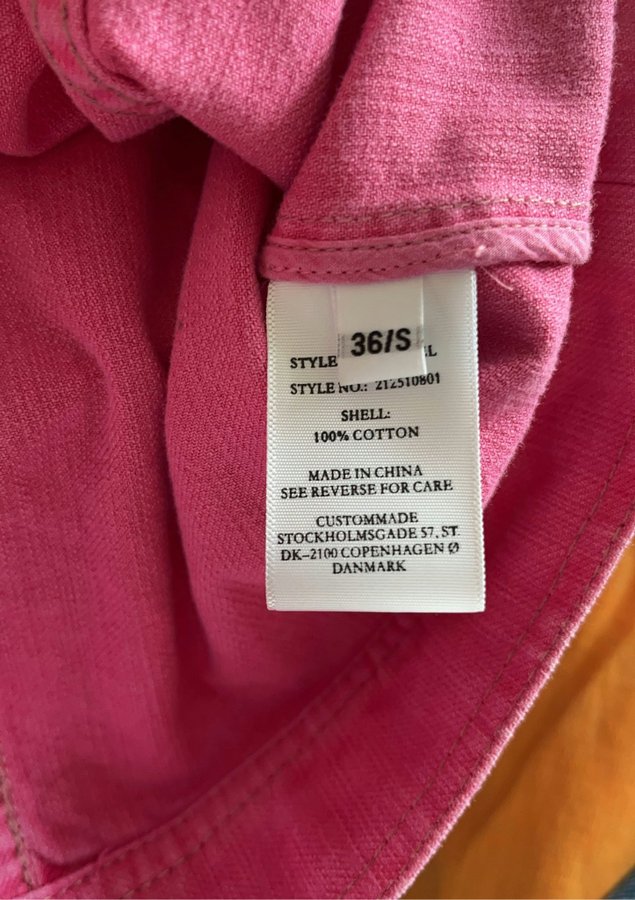 36/S
STYLE
STYLE NO.: 212510801
SHELL:
100% COTTON
MADE IN CHINA
SEE REVERSE FOR CARE
CUSTOMMADE
STOCKHOLMSGADE 57, ST.
DK-2100 COPENHAGEN Ø
DENMARK